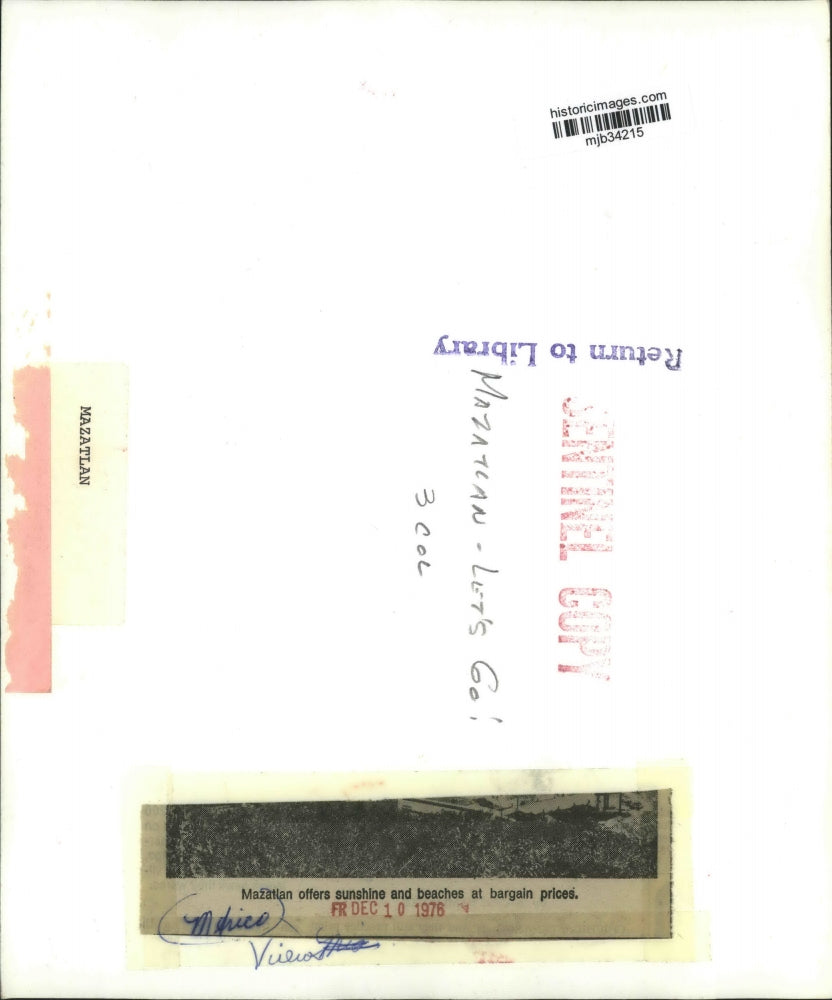 historicimages.com
mjb34215
Return to Library
SENTINEL COPY
MAZATLAN - LET'S GO!
3 COL
MAZATLAN
Mazatlan offers sunshine and beaches at bargain prices.
FR DEC 10 1976
(Mexico)
Views